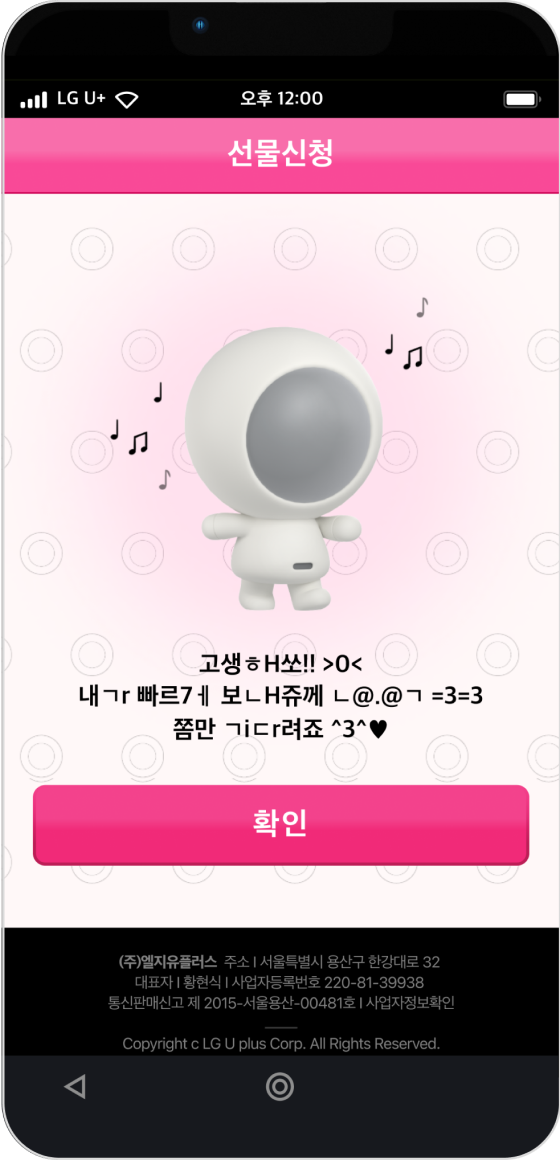 LG U+ 오후 12:00
선물신청
고생ㅎH쏘!! >0<
내ㄱr 빠르7ㅔ 보ㄴH쥬께 ㄴ@.@ㄱ =3=3
쫌만 ㄱiㄷr려죠 ^3^♥
확인
(주)엘지유플러스 주소 I 서울특별시 용산구 한강대로 32
대표자 I 황현식 I 사업자등록번호 220-81-39938
통신판매신고 제 2015-서울용산-00481호 I 사업자정보확인
Copyright c LG U plus Corp. All Rights Reserved.